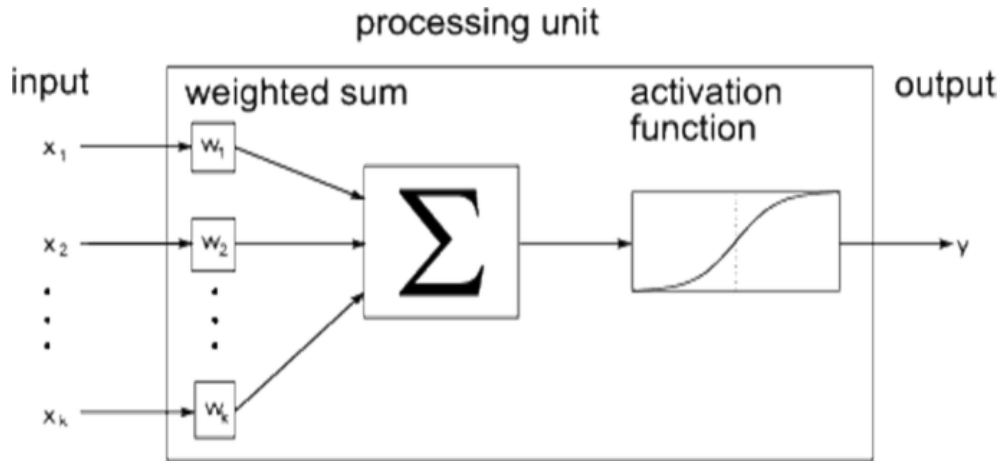 processing unit
input
weighted sum
activation
function
output
x₁
w₁
x₂
w₂
Σ
y
xₖ
wₖ